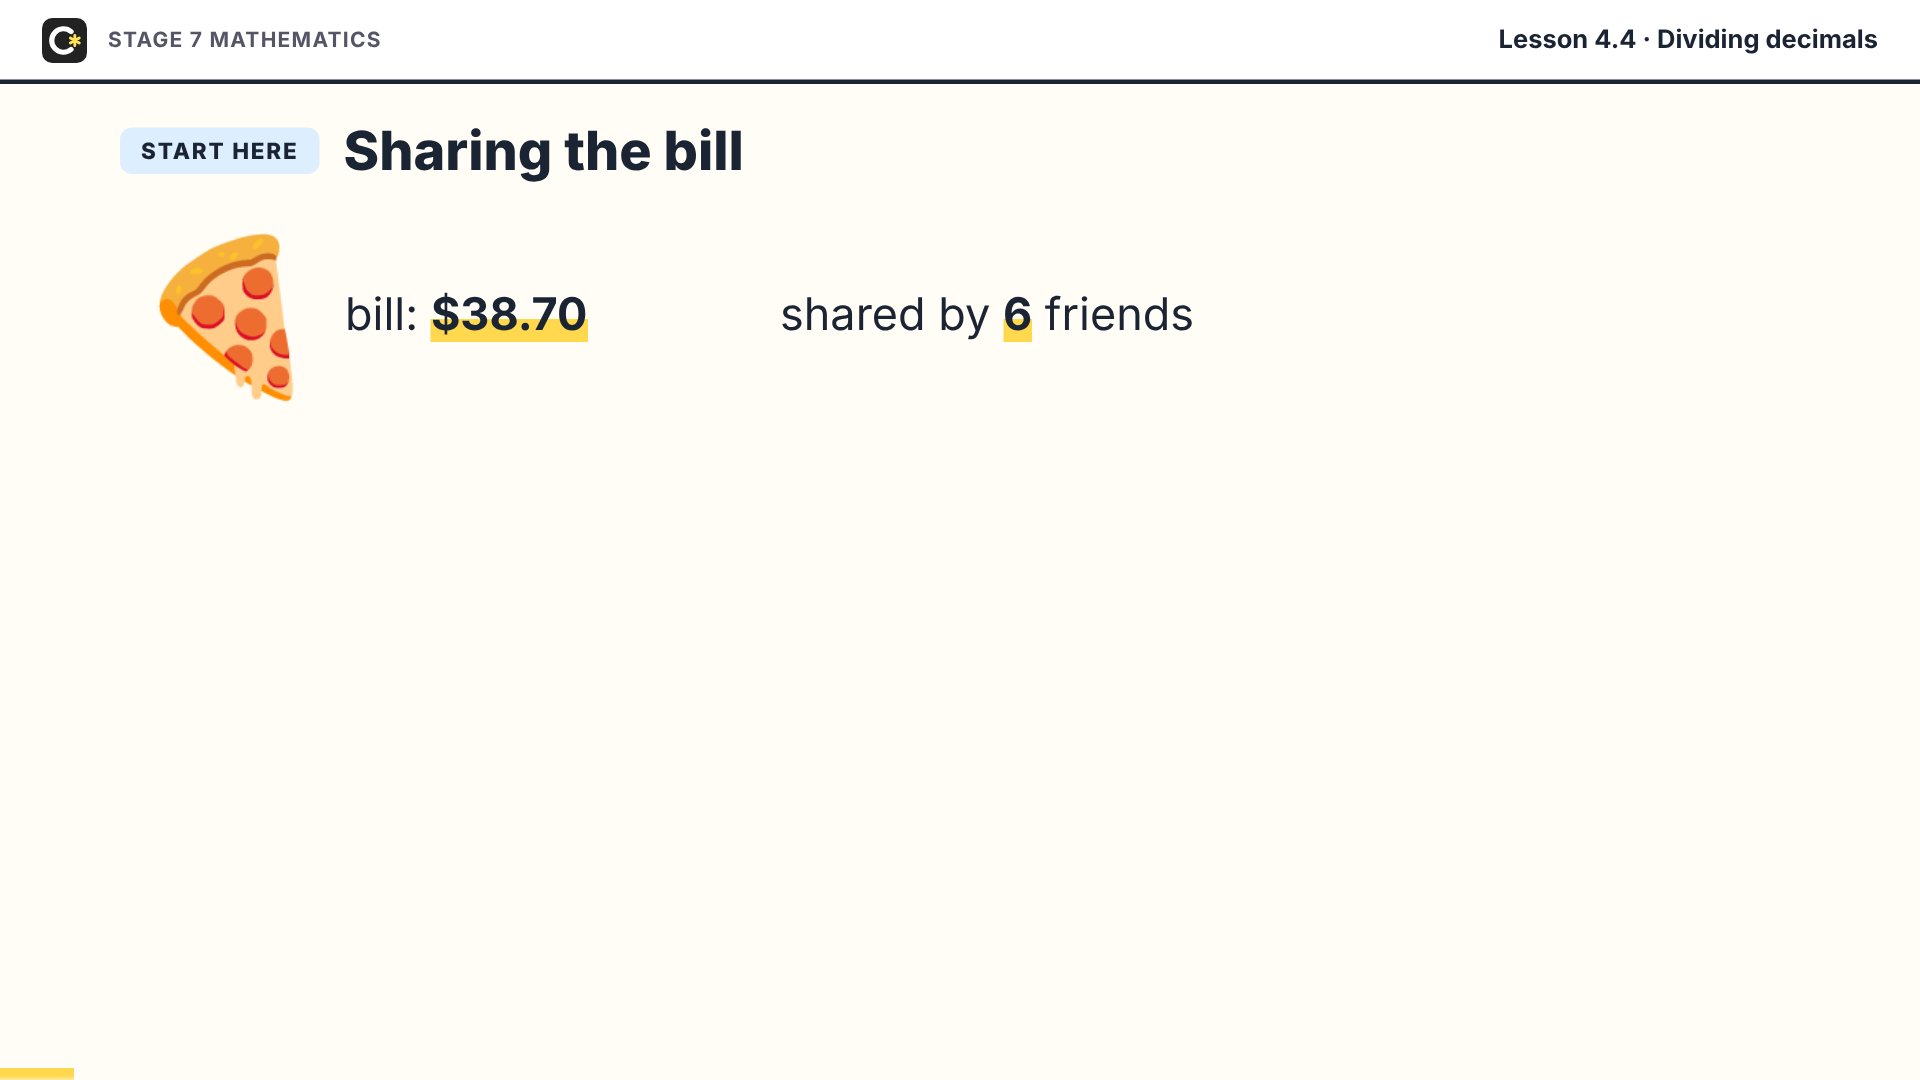 STAGE 7 MATHEMATICS
Lesson 4.4 · Dividing decimals
START HERE
Sharing the bill
bill: $38.70
shared by 6 friends